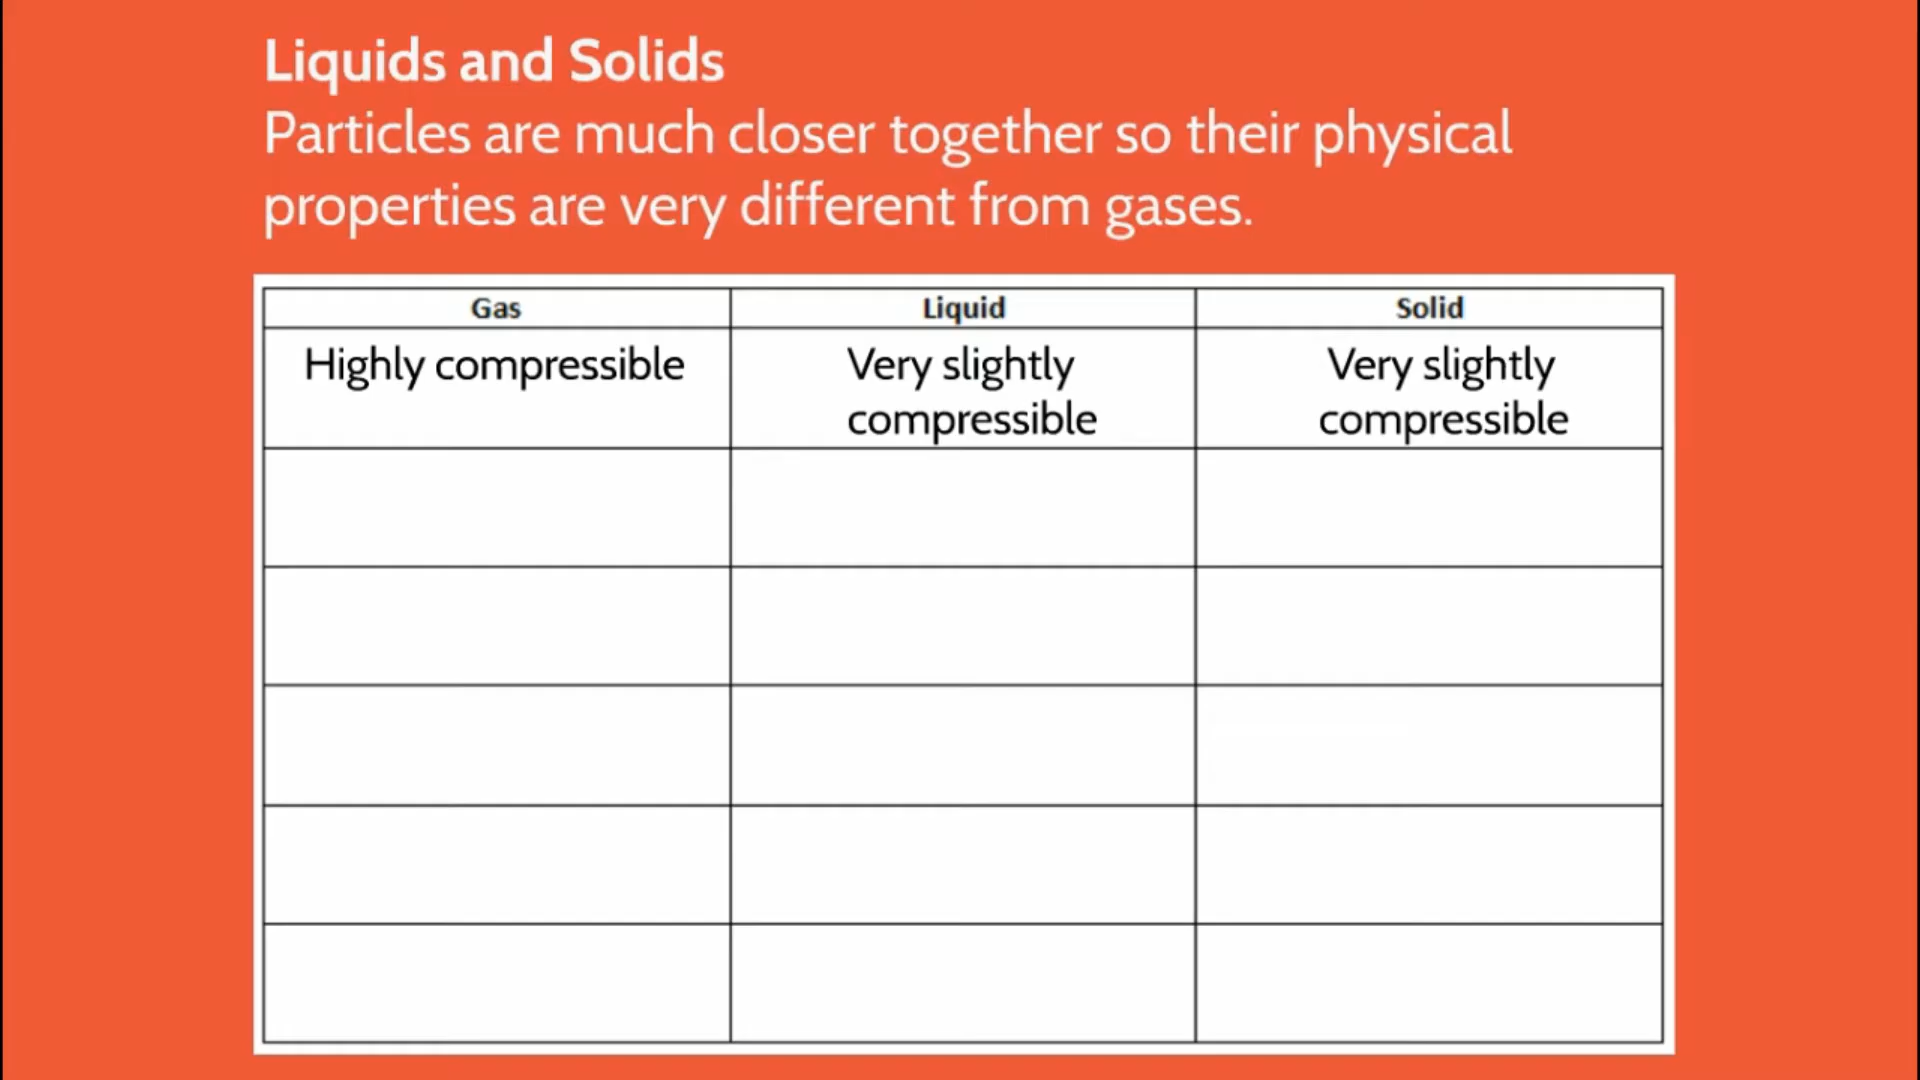 Liquids and Solids
Particles are much closer together so their physical
properties are very different from gases.
Gas Liquid Solid
Highly compressible Very slightly Very slightly
compressible compressible